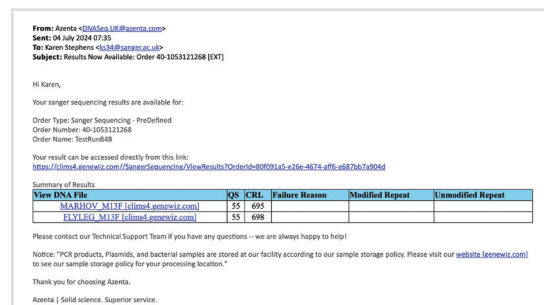 From: Azenta <DNASeq.UK@azenta.com>
Sent: 04 July 2024 07:35
To: Karen Stephens <ks34@sanger.ac.uk>
Subject: Results Now Available: Order 40-1053121268 [EXT]
Hi Karen,
Your sanger sequencing results are available for:
Order Type: Sanger Sequencing - PreDefined
Order Number: 40-1053121268
Order Name: TestRunB4B
Your result can be accessed directly from this link:
https://clims4.genewiz.com//SangerSequencing/ViewResults?OrderId=80f091a5-e26e-4674-aff6-e687bb7a904d
Summary of Results
View DNA File QS CRL Failure Reason Modified Repeat Unmodified Repeat
MARHOV_M13F [clims4.genewiz.com] 55 695
FLYLEG_M13F [clims4.genewiz.com] 55 698
Please contact our Technical Support Team if you have any questions -- we are always happy to help!
Notice: "PCR products, Plasmids, and bacterial samples are stored at our facility according to our sample storage policy. Please visit our website [genewiz.com]
to see our sample storage policy for your processing location."
Thank you for choosing Azenta.
Azenta | Solid science. Superior service.